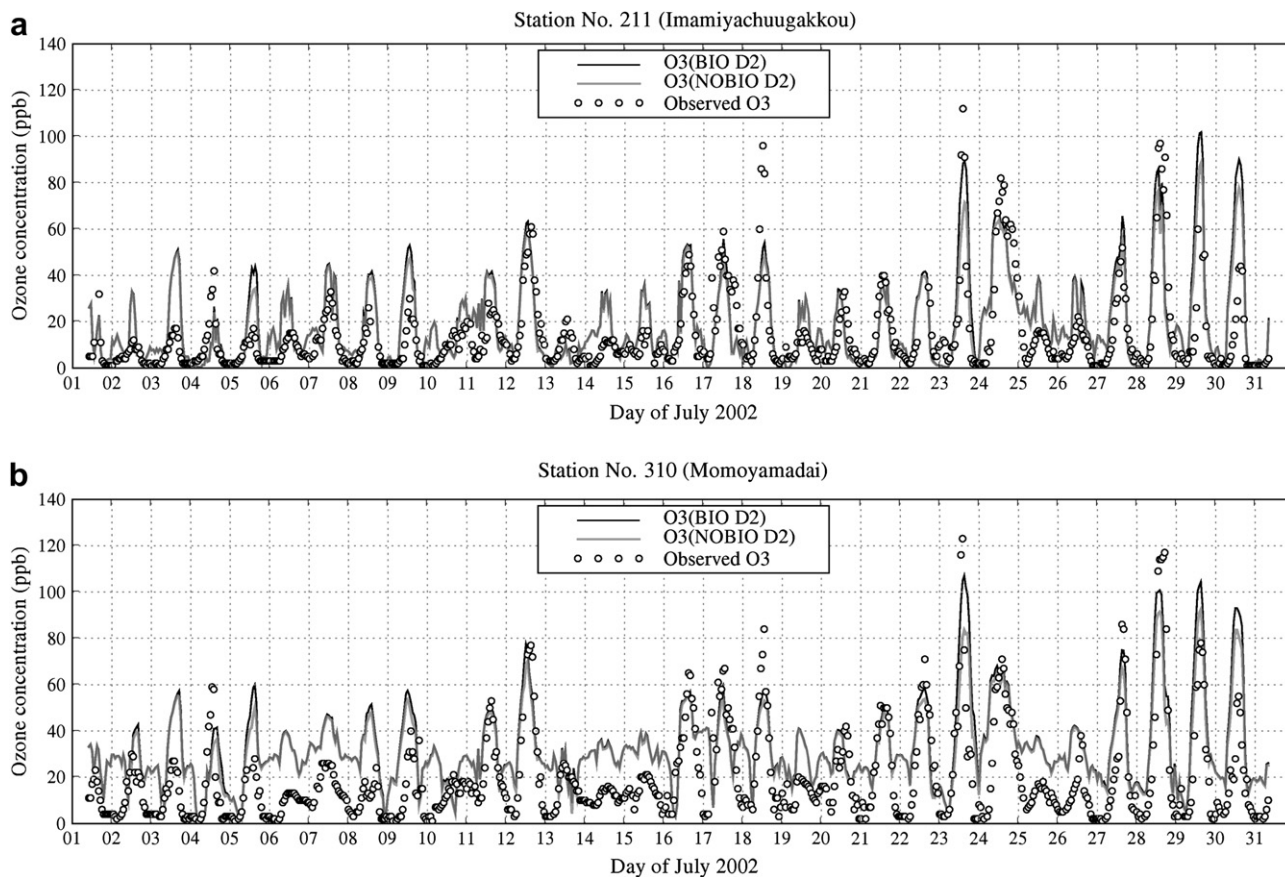 a
Station No. 211 (Imamiyachuugakkou)
O3(BIO D2)
O3(NOBIO D2)
Observed O3
Ozone concentration (ppb)
140
120
100
80
60
40
20
0
01 02 03 04 05 06 07 08 09 10 11 12 13 14 15 16 17 18 19 20 21 22 23 24 25 26 27 28 29 30 31
Day of July 2002
b
Station No. 310 (Momoyamadai)
O3(BIO D2)
O3(NOBIO D2)
Observed O3
Ozone concentration (ppb)
140
120
100
80
60
40
20
0
01 02 03 04 05 06 07 08 09 10 11 12 13 14 15 16 17 18 19 20 21 22 23 24 25 26 27 28 29 30 31
Day of July 2002